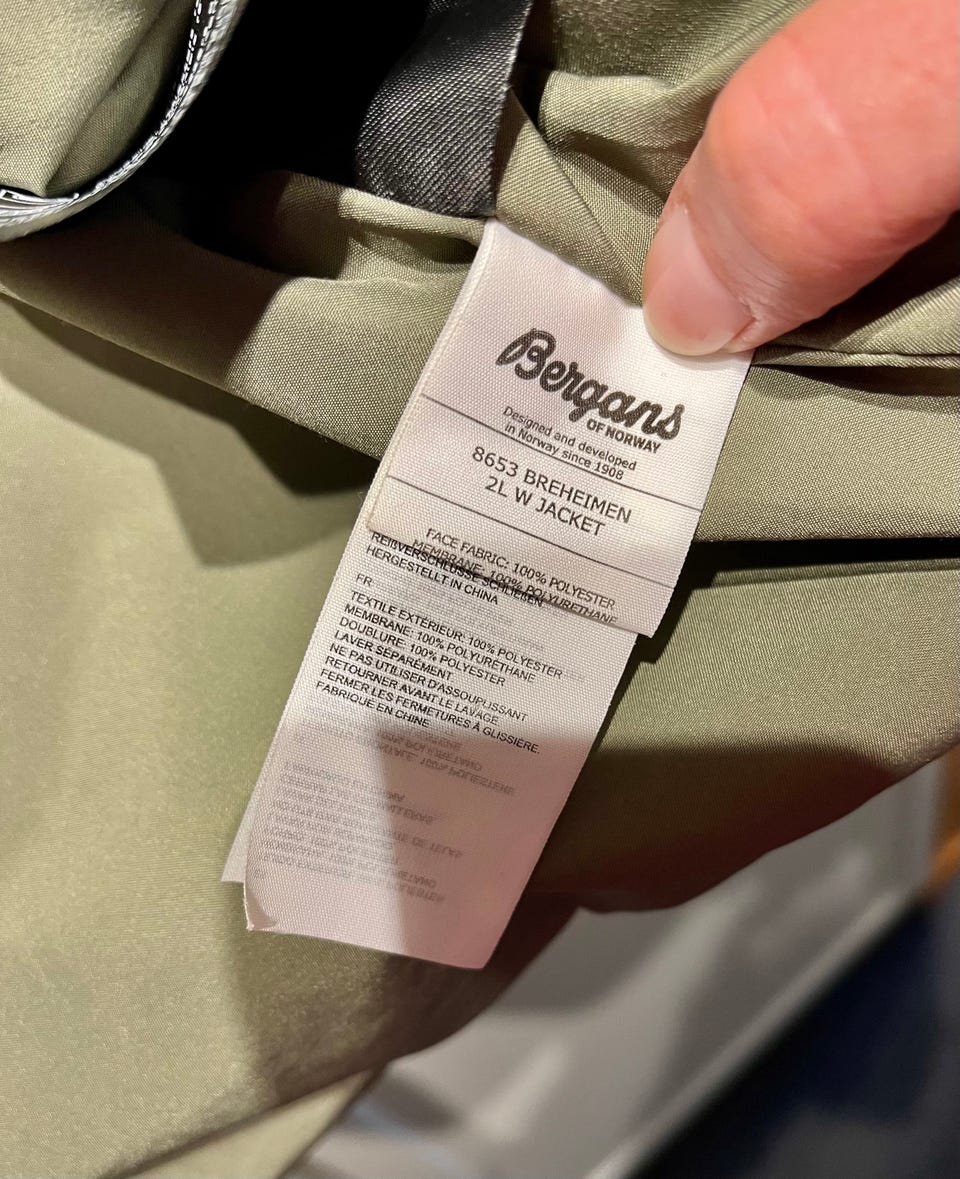 Bergans
OF NORWAY
Designed and developed
in Norway since 1908
8653 BREHEIMEN
2L W JACKET
FACE FABRIC: 100% POLYESTER
MEMBRANE: 100% POLYURETHANE
REIßVERSCHLÜSSE SCHLIEßEN
HERGESTELLT IN CHINA
FR
TEXTILE EXTÉRIEUR: 100% POLYESTER
MEMBRANE: 100% POLYURÉTHANE
DOUBLURE: 100% POLYESTER
LAVER SÉPARÉMENT
NE PAS UTILISER D'ASSOUPLISSANT
RETOURNER AVANT LE LAVAGE
FERMER LES FERMETURES À GLISSIÈRE.
FABRIQUÉ EN CHINE